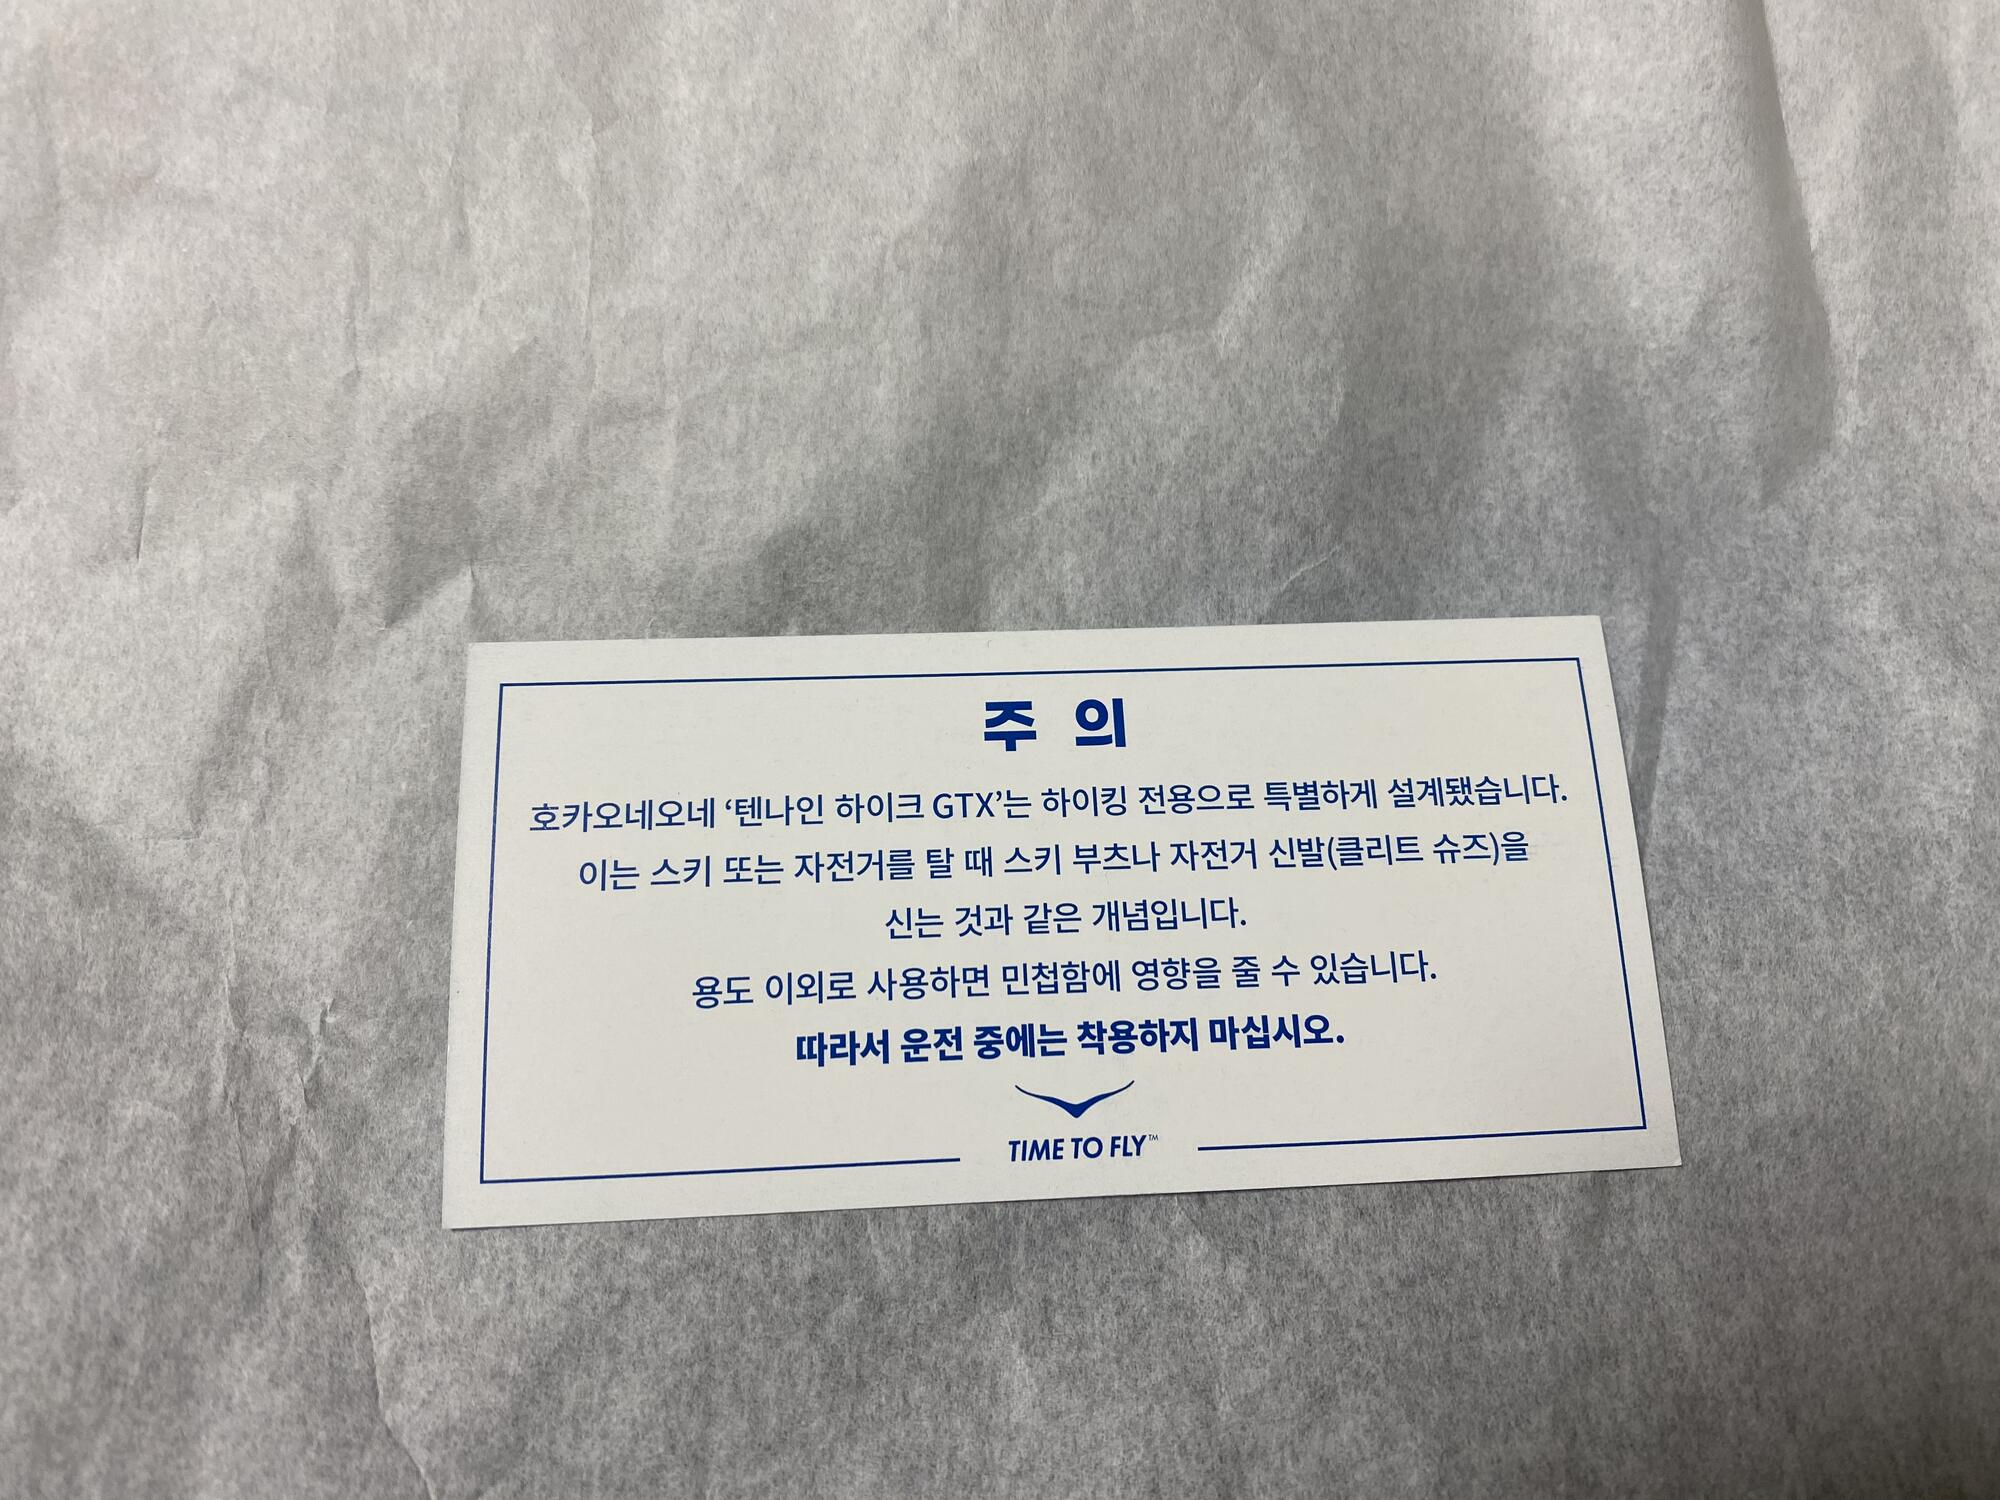 주 의
호카오네오네 ‘텐나인 하이크 GTX’는 하이킹 전용으로 특별하게 설계됐습니다.
이는 스키 또는 자전거를 탈 때 스키 부츠나 자전거 신발(클리트 슈즈)을
신는 것과 같은 개념입니다.
용도 이외로 사용하면 민첩함에 영향을 줄 수 있습니다.
따라서 운전 중에는 착용하지 마십시오.
TIME TO FLY™